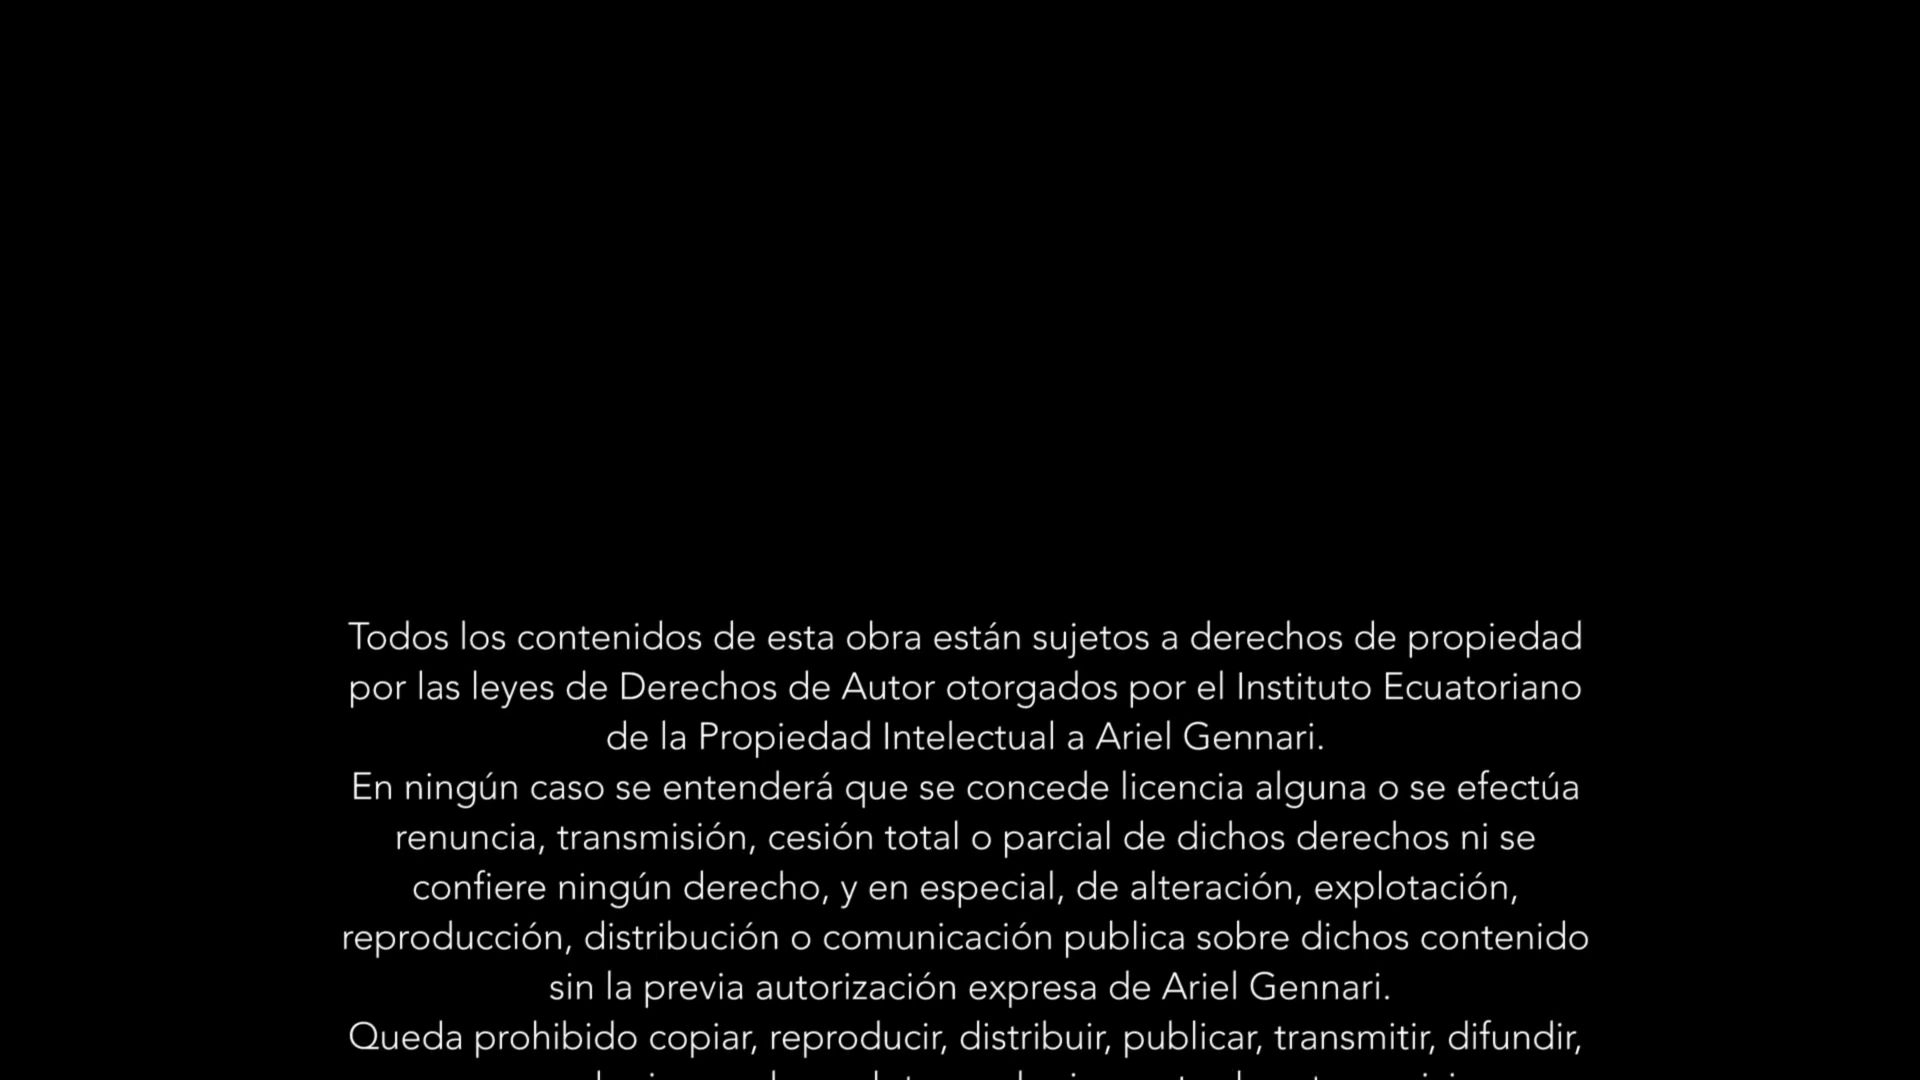 Todos los contenidos de esta obra están sujetos a derechos de propiedad
por las leyes de Derechos de Autor otorgados por el Instituto Ecuatoriano
de la Propiedad Intelectual a Ariel Gennari.
En ningún caso se entenderá que se concede licencia alguna o se efectúa
renuncia, transmisión, cesión total o parcial de dichos derechos ni se
confiere ningún derecho, y en especial, de alteración, explotación,
reproducción, distribución o comunicación publica sobre dichos contenido
sin la previa autorización expresa de Ariel Gennari.
Queda prohibido copiar, reproducir, distribuir, publicar, transmitir, difundir,